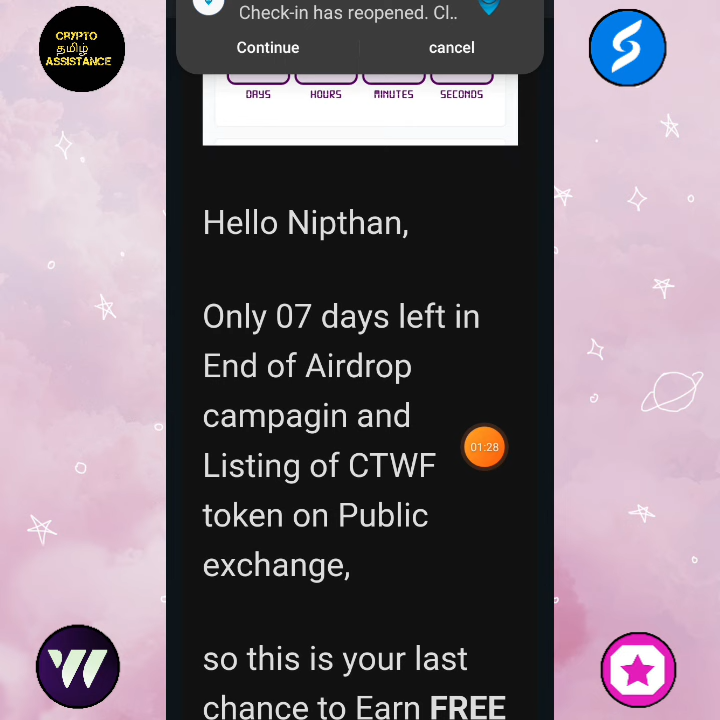 Check-in has reopened. Cl..
Continue
cancel
CRYPTO
தமிழ்
ASSISTANCE
DAYS
HOURS
MINUTES
SECONDS
Hello Nipthan,
Only 07 days left in
End of Airdrop
campagin and
Listing of CTWF
01:28
token on Public
exchange,
so this is your last
chance to Earn FREE